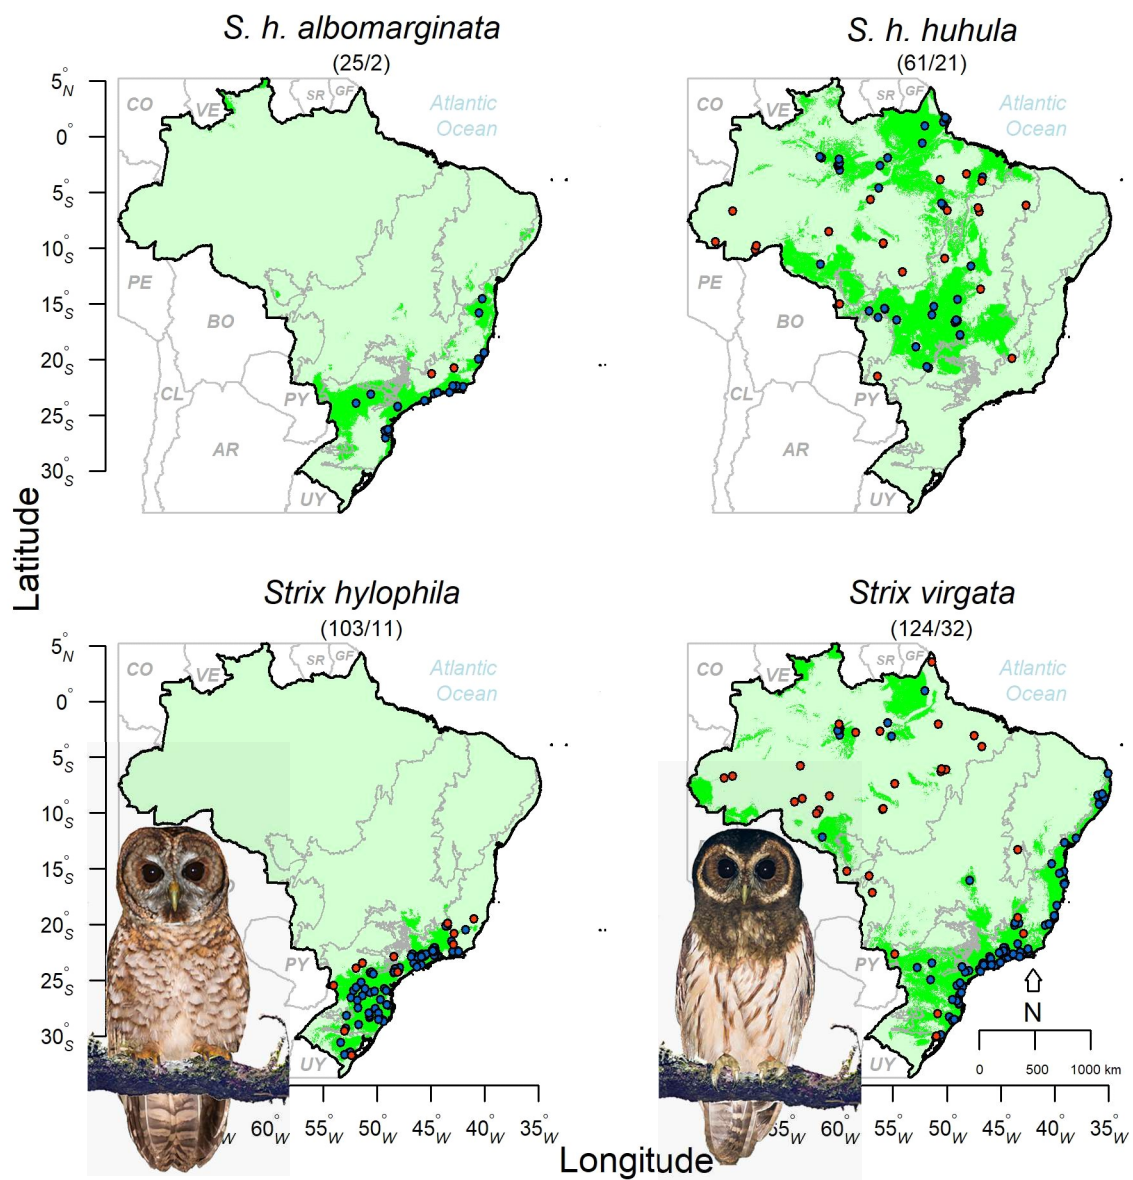 S. h. albomarginata
(25/2)
S. h. huhula
(61/21)
5°N
0°
5°S
10°S
15°S
20°S
25°S
30°S
CO
VE
SR
GF
Atlantic
Ocean
PE
BO
CL
PY
AR
UY
CO
VE
SR
GF
Atlantic
Ocean
PE
BO
CL
PY
AR
UY
Latitude
Strix hylophila
(103/11)
Strix virgata
(124/32)
5°N
0°
5°S
10°S
15°S
20°S
25°S
30°S
CO
VE
SR
GF
Atlantic
Ocean
PY
UY
CO
VE
SR
GF
Atlantic
Ocean
PY
UY
N
0 500 1000 km
W 60°W 55°W 50°W 45°W 40°W 35°W
55°W 60°W 55°W 50°W 45°W 40°W 35°W
Longitude